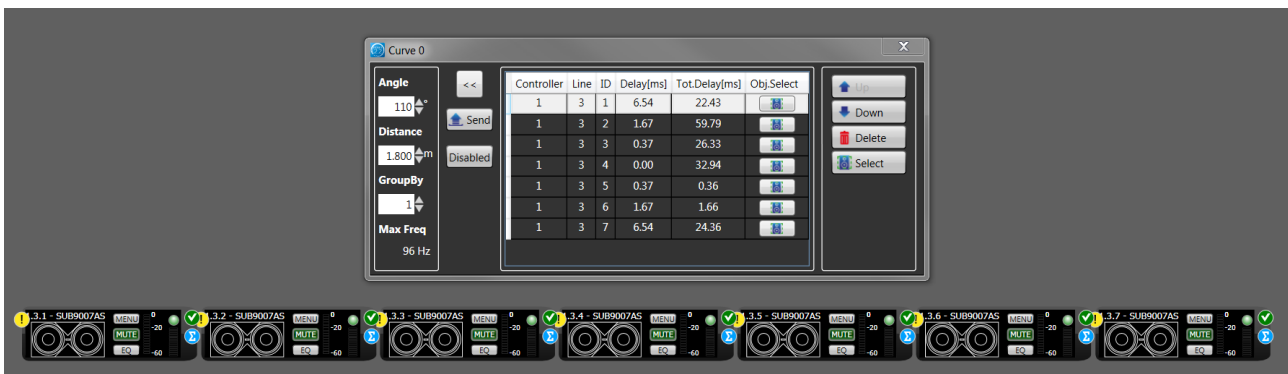 Curve 0
X
Angle
110 °
Distance
1.800 m
GroupBy
1
Max Freq
96 Hz
<<
Send
Disabled
Controller Line ID Delay[ms] Tot.Delay[ms] Obj.Select
1 3 1 6.54 22.43
1 3 2 1.67 59.79
1 3 3 0.37 26.33
1 3 4 0.00 32.94
1 3 5 0.37 0.36
1 3 6 1.67 1.66
1 3 7 6.54 24.36
Up
Down
Delete
Select
! .3.1 - SUB9007AS MENU 0
MUTE -20 Σ
EQ -60
! .3.2 - SUB9007AS MENU 0
MUTE -20 Σ
EQ -60
! .3.3 - SUB9007AS MENU 0
MUTE -20 Σ
EQ -60
! .3.4 - SUB9007AS MENU 0
MUTE -20 Σ
EQ -60
! .3.5 - SUB9007AS MENU 0
MUTE -20 Σ
EQ -60
! .3.6 - SUB9007AS MENU 0
MUTE -20 Σ
EQ -60
! .3.7 - SUB9007AS MENU 0
MUTE -20 Σ
EQ -60